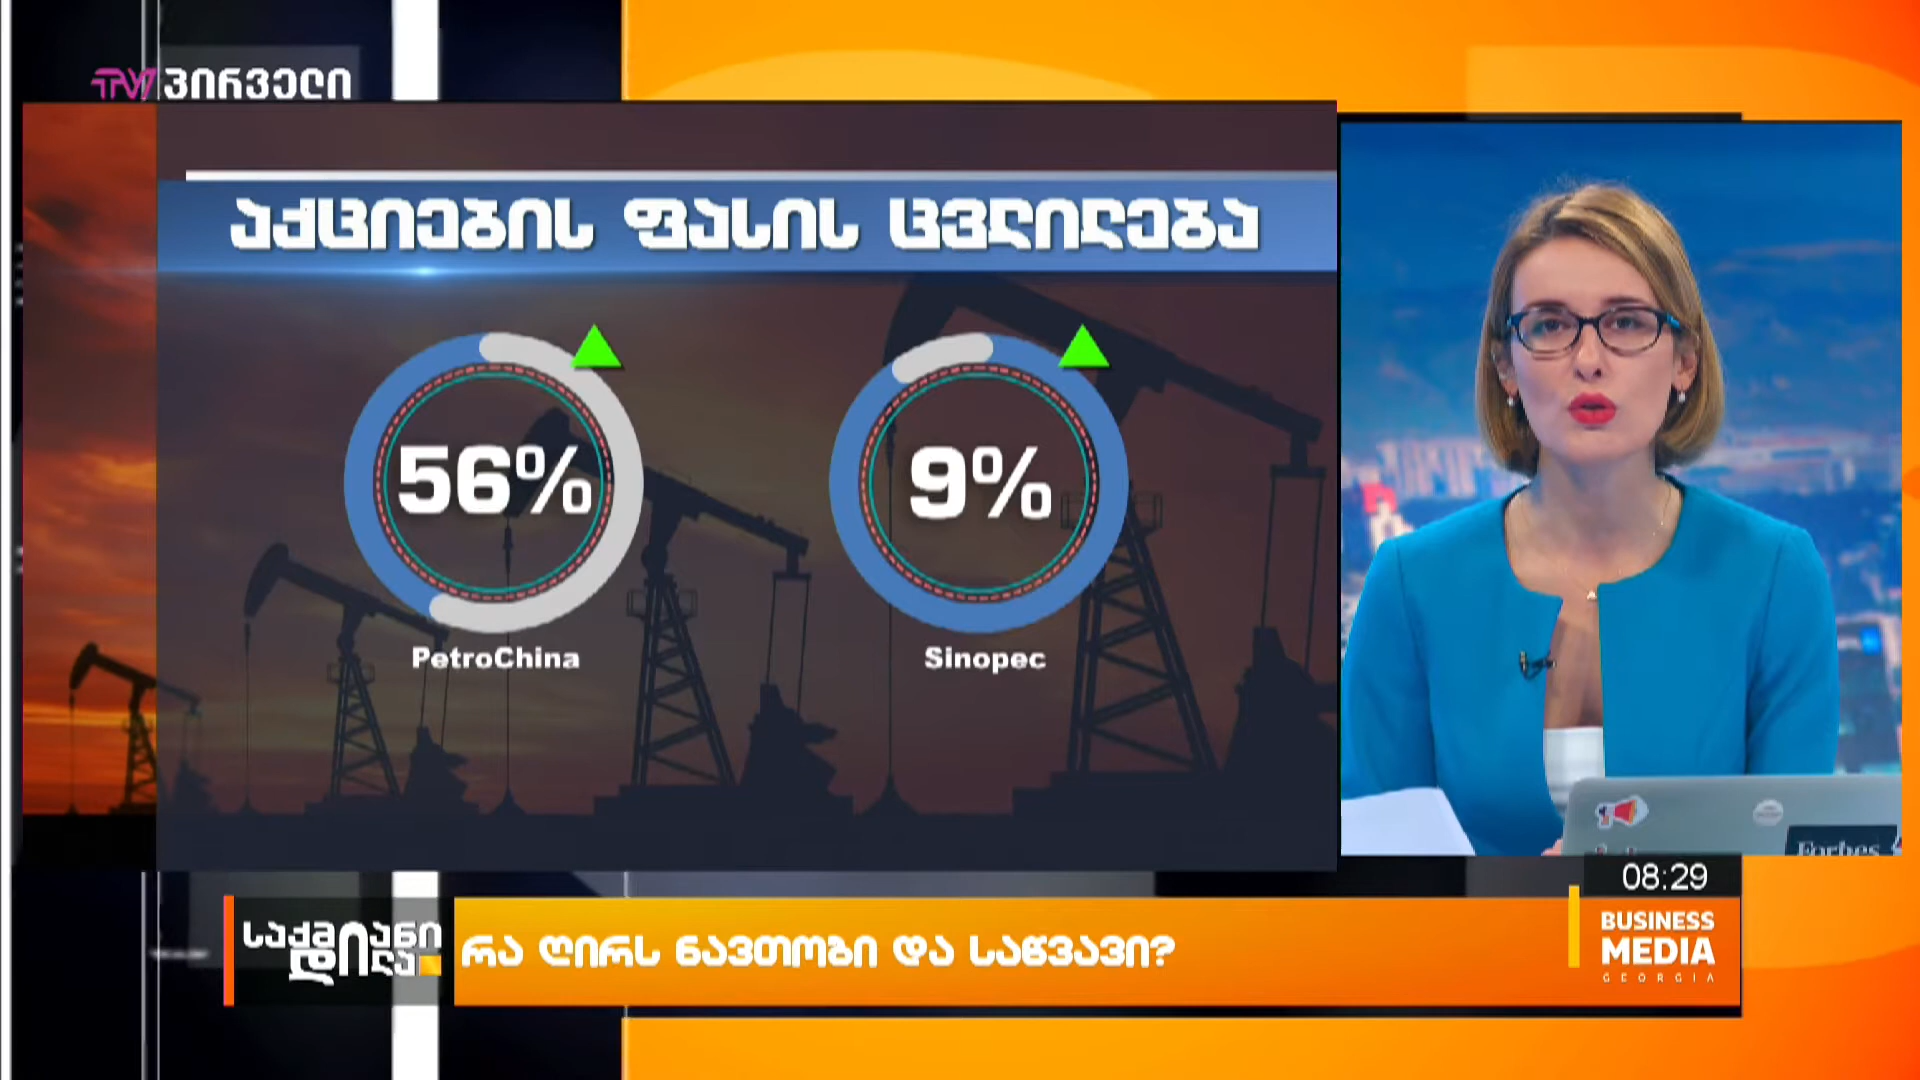 TV პირველი
აქციების ფასის ცვლილება
56%
9%
PetroChina
Sinopec
Forbes
08:29
საქმიანი
დილა
რა ღირს ნავთობი და საწვავი?
BUSINESS
MEDIA
GEORGIA